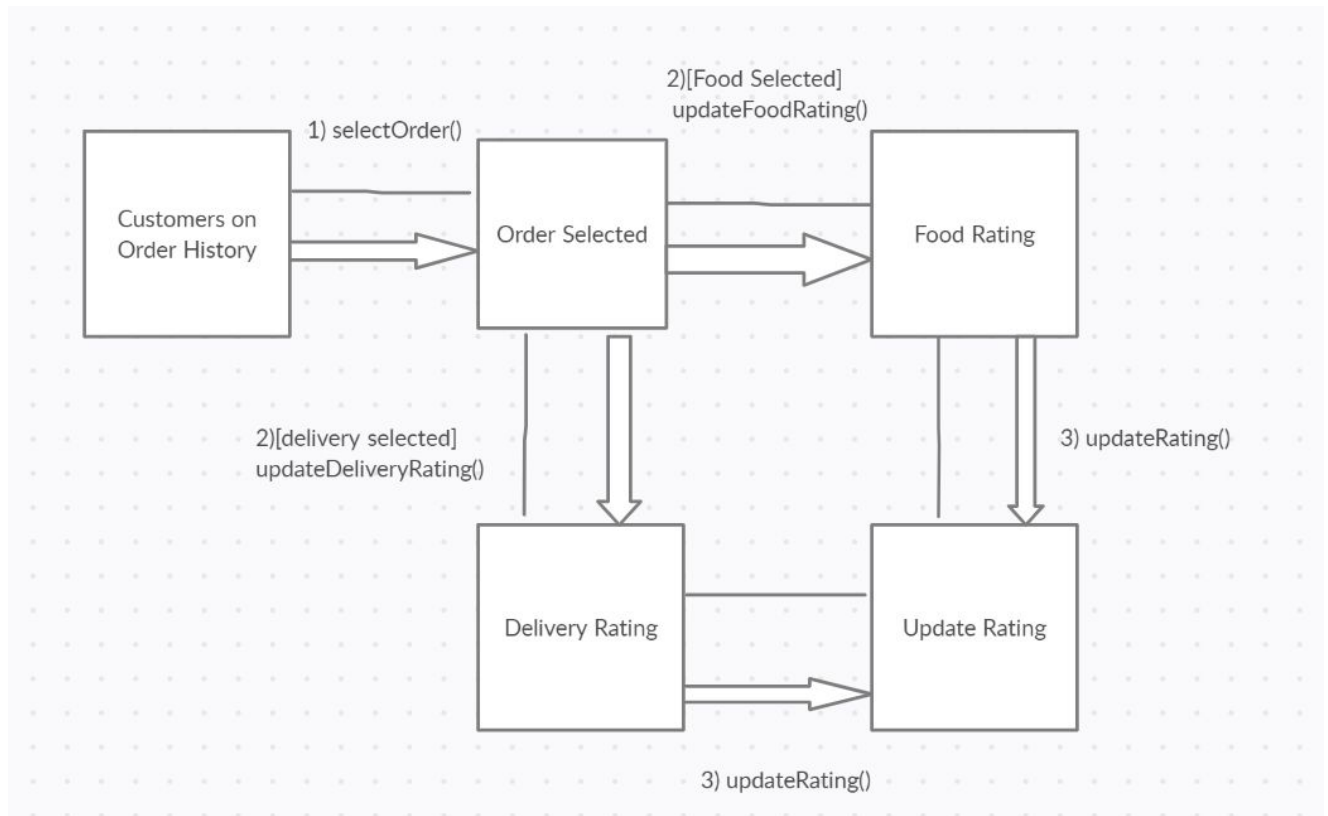 2)[Food Selected]
updateFoodRating()
1) selectOrder()
Customers on
Order History
Order Selected
Food Rating
2)[delivery selected]
updateDeliveryRating()
3) updateRating()
Delivery Rating
Update Rating
3) updateRating()